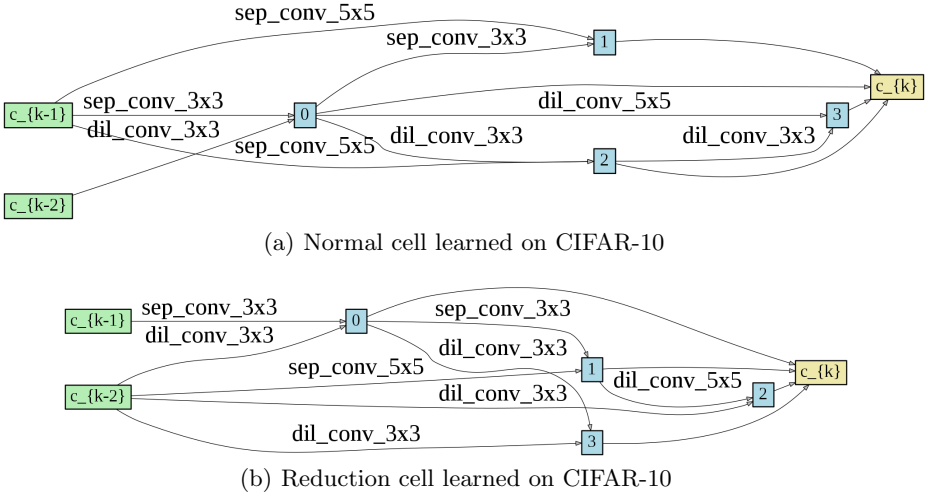 sep_conv_5x5
1
sep_conv_3x3
c_{k}
c_{k-1}
sep_conv_3x3
0
dil_conv_5x5
3
dil_conv_3x3
sep_conv_5x5
dil_conv_3x3
dil_conv_3x3
2
c_{k-2}
(a) Normal cell learned on CIFAR-10
c_{k-1}
sep_conv_3x3
0
sep_conv_3x3
dil_conv_3x3
dil_conv_3x3
sep_conv_5x5
1
dil_conv_5x5
c_{k}
c_{k-2}
dil_conv_3x3
2
dil_conv_3x3
3
(b) Reduction cell learned on CIFAR-10